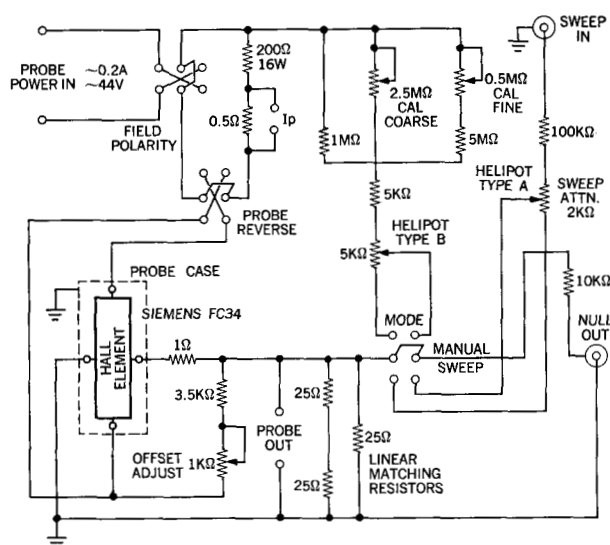 SWEEP
IN
PROBE
POWER IN
~0.2A
~44V
FIELD
POLARITY
200Ω
16W
0.5Ω
Ip
1MΩ
2.5MΩ
CAL
COARSE
0.5MΩ
CAL
FINE
5MΩ
100KΩ
HELIPOT
TYPE A
SWEEP
ATTN.
2KΩ
5KΩ
HELIPOT
TYPE B
5KΩ
PROBE
REVERSE
PROBE CASE
SIEMENS FC34
HALL
ELEMENT
1Ω
MODE
MANUAL
SWEEP
10KΩ
NULL
OUT
3.5KΩ
OFFSET
ADJUST
1KΩ
PROBE
OUT
25Ω
25Ω
25Ω
LINEAR
MATCHING
RESISTORS